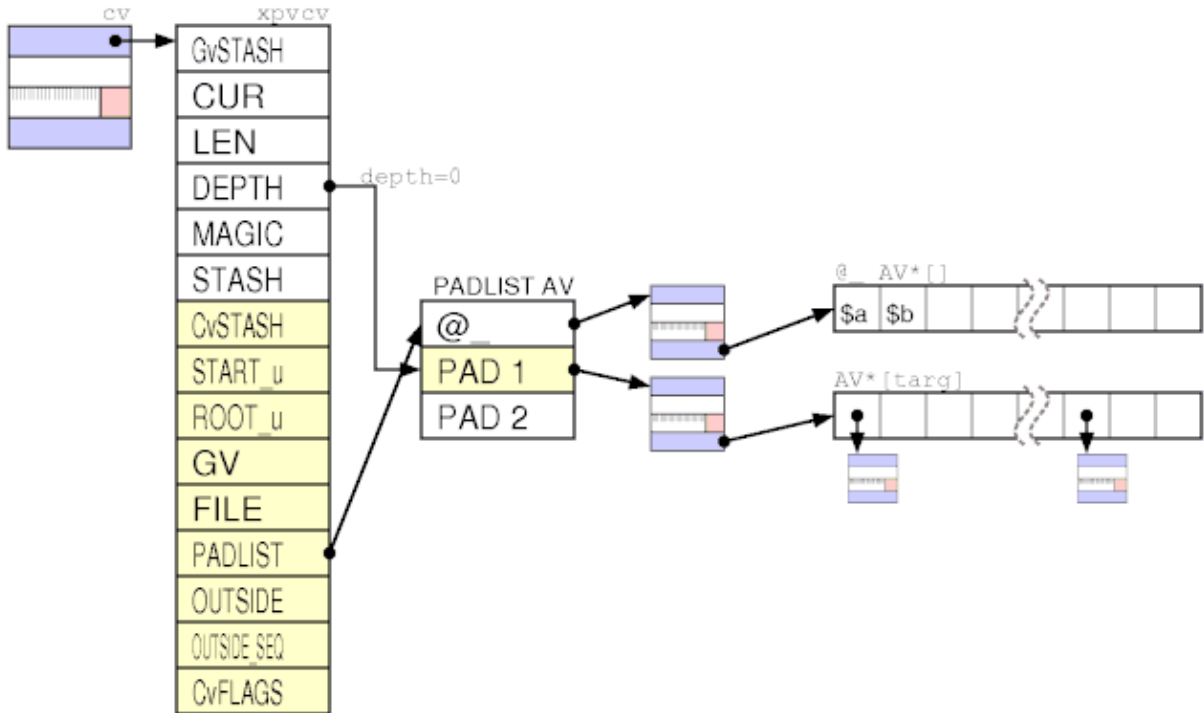 cv
xpvcv
GvSTASH
CUR
LEN
DEPTH
depth=0
MAGIC
STASH
CvSTASH
START_u
ROOT_u
GV
FILE
PADLIST
OUTSIDE
OUTSIDE_SEQ
CvFLAGS
PADLIST AV
@_
PAD 1
PAD 2
@_ AV*[]
$a $b
AV*[targ]